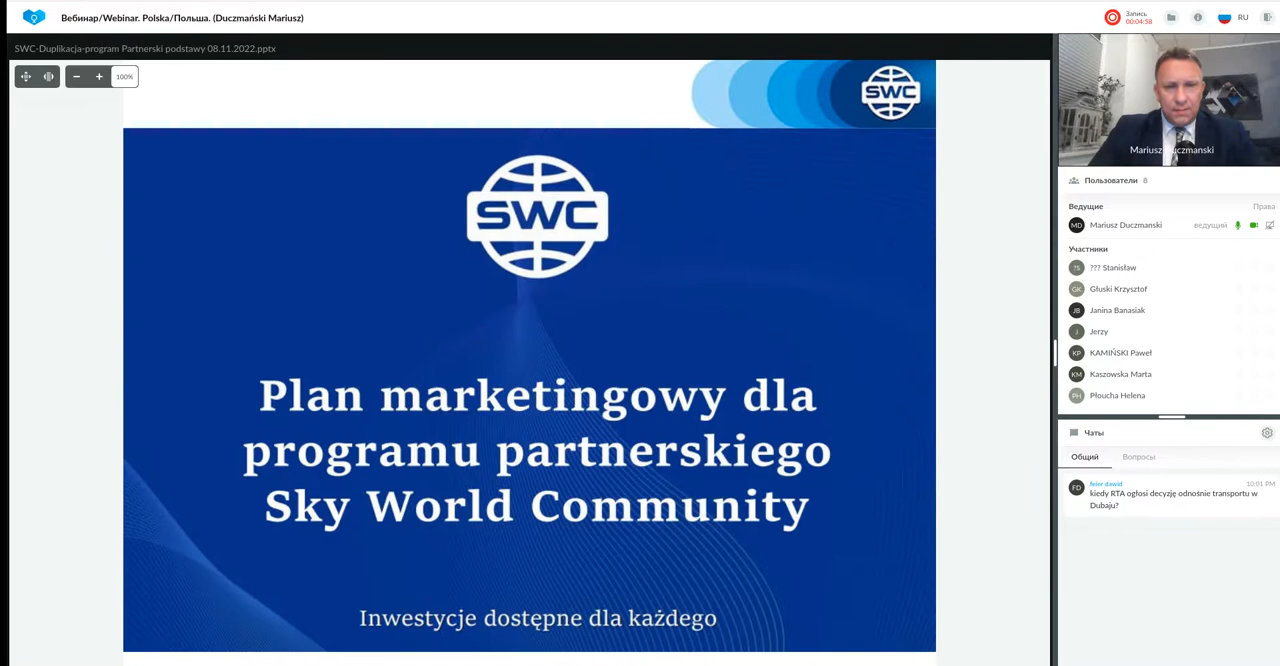 Вебинар/Webinar. Polska/Польша. (Duczmański Mariusz)
Запись
00:04:58
RU
SWC-Duplikacja-program Partnerski podstawy 08.11.2022.pptx
100%
SWC
SWC
Plan marketingowy dla
programu partnerskiego
Sky World Community
Inwestycje dostępne dla każdego
Mariusz Duczmanski
Пользователи 8
Ведущие Права
MD Mariusz Duczmanski ведущий
Участники
?S ??? Stanisław
GK Głuski Krzysztof
JB Janina Banasiak
J Jerzy
KP KAMIŃSKI Paweł
KM Kaszowska Marta
PH Płoucha Helena
Чаты
Общий Вопросы
FD feier dawid 10:01 PM
kiedy RTA ogłosi decyzję odnośnie transportu w
Dubaju?